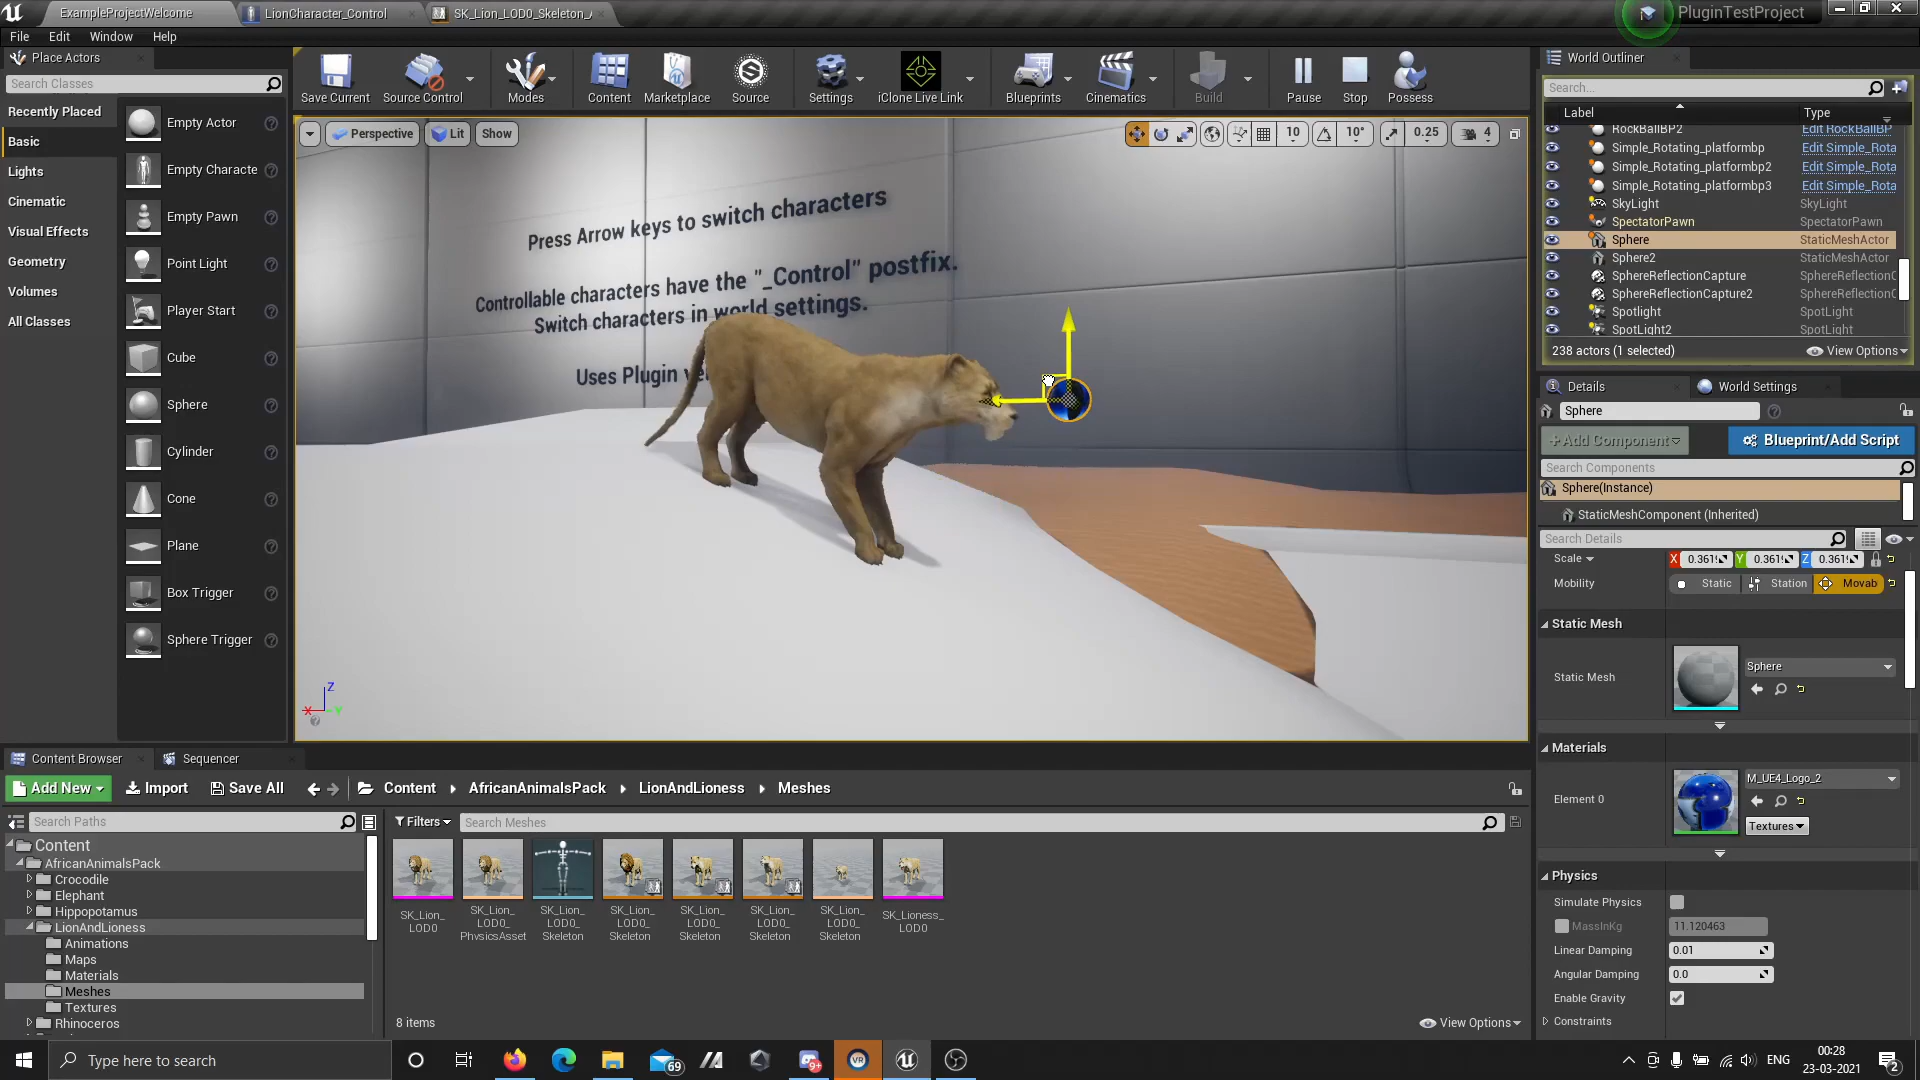 ExampleProjectWelcome
LionCharacter_Control
SK_Lion_LOD0_Skeleton_
PluginTestProject
File
Edit
Window
Help
Place Actors
Search Classes
Recently Placed
Basic
Lights
Cinematic
Visual Effects
Geometry
Volumes
All Classes
Empty Actor
Empty Characte
Empty Pawn
Point Light
Player Start
Cube
Sphere
Cylinder
Cone
Plane
Box Trigger
Sphere Trigger
Save Current
Source Control
Modes
Content
Marketplace
Source
Settings
iClone Live Link
Blueprints
Cinematics
Build
Pause
Stop
Possess
Perspective
Lit
Show
10
10°
0.25
4
Press Arrow keys to switch characters
Controllable characters have the "_Control" postfix.
Switch characters in world settings.
Uses Plugin
Z
X
Y
World Outliner
Search...
Label
Type
RockBallBP2
Edit RockBallBP
Simple_Rotating_platformbp
Edit Simple_Rota
Simple_Rotating_platformbp2
Edit Simple_Rota
Simple_Rotating_platformbp3
Edit Simple_Rota
SkyLight
SkyLight
SpectatorPawn
SpectatorPawn
Sphere
StaticMeshActor
Sphere2
StaticMeshActor
SphereReflectionCapture
SphereReflectionC
SphereReflectionCapture2
SphereReflectionC
Spotlight
SpotLight
SpotLight2
SpotLight
238 actors (1 selected)
View Options
Details
World Settings
Sphere
+Add Component
Blueprint/Add Script
Search Components
Sphere(Instance)
StaticMeshComponent (Inherited)
Search Details
Scale
X
0.361
Y
0.361
Z
0.361
Mobility
Static
Station
Movab
Static Mesh
Static Mesh
Sphere
Materials
Element 0
M_UE4_Logo_2
Textures
Physics
Simulate Physics
MassInKg
11.120463
Linear Damping
0.01
Angular Damping
0.0
Enable Gravity
Constraints
Content Browser
Sequencer
Add New
Import
Save All
Content
AfricanAnimalsPack
LionAndLioness
Meshes
Search Paths
Filters
Search Meshes
Content
AfricanAnimalsPack
Crocodile
Elephant
Hippopotamus
LionAndLioness
Animations
Maps
Materials
Meshes
Textures
Rhinoceros
SK_Lion_
LOD0
SK_Lion_
LOD0_
PhysicsAsset
SK_Lion_
LOD0_
Skeleton
SK_Lion_
LOD0_
Skeleton
SK_Lion_
LOD0_
Skeleton
SK_Lion_
LOD0_
Skeleton
SK_Lion_
LOD0_
Skeleton
SK_Lioness_
LOD0
8 items
View Options
Type here to search
69
9+
VR
ENG
00:28
23-03-2021
2